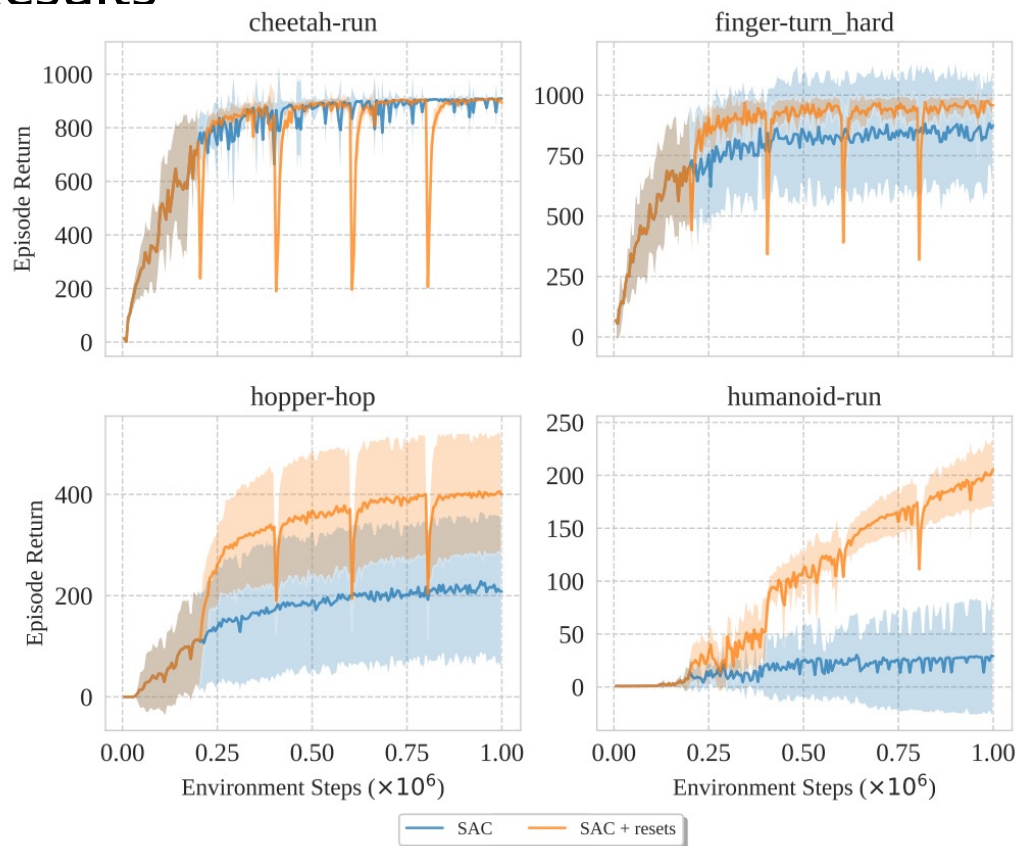 cheetah-run
finger-turn_hard
1000
800
600
400
200
0
Episode Return
1000
750
500
250
0
hopper-hop
humanoid-run
400
200
0
Episode Return
250
200
150
100
50
0
0.00 0.25 0.50 0.75 1.00
Environment Steps (×10⁶)
0.00 0.25 0.50 0.75 1.00
Environment Steps (×10⁶)
SAC
SAC + resets